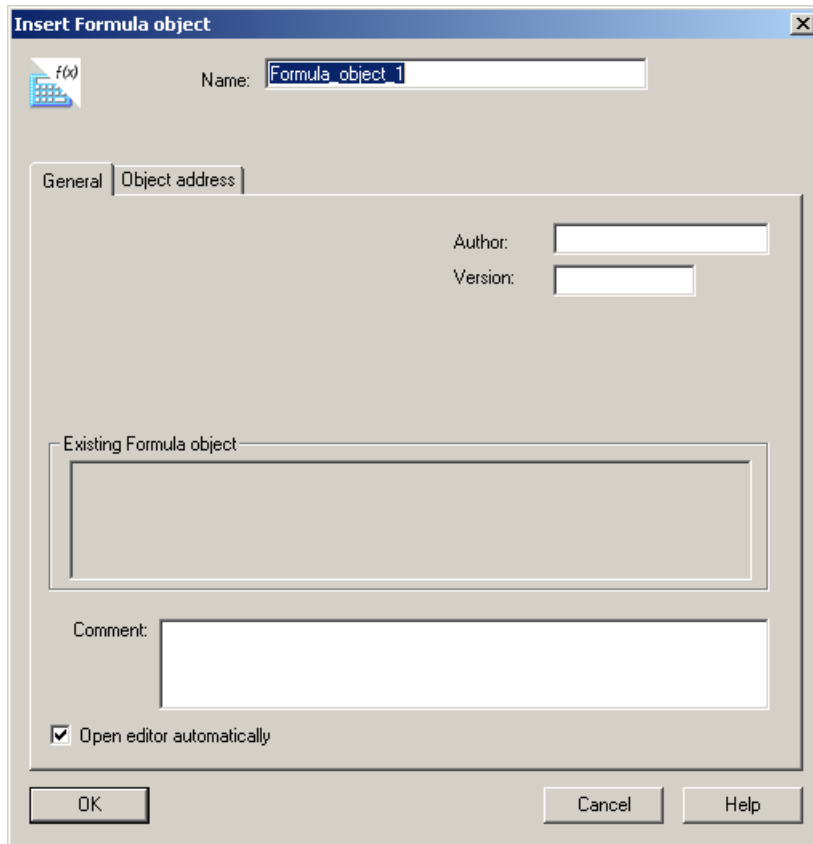 Insert Formula object
f(x)
Name: Formula_object_1
General Object address
Author:
Version:
Existing Formula object
Comment:
Open editor automatically
OK Cancel Help